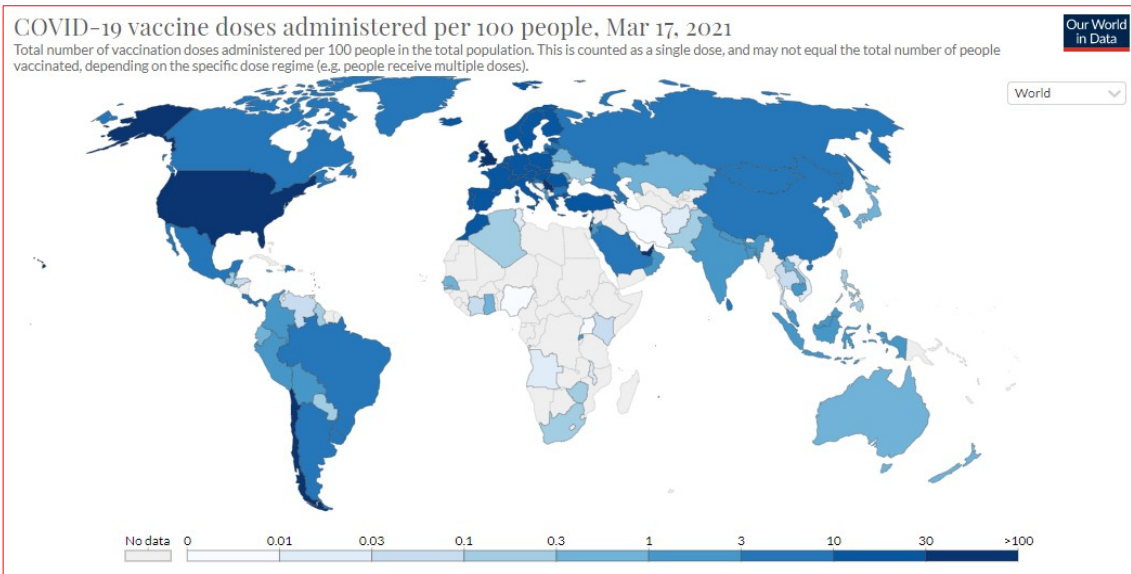 COVID-19 vaccine doses administered per 100 people, Mar 17, 2021
Total number of vaccination doses administered per 100 people in the total population. This is counted as a single dose, and may not equal the total number of people
vaccinated, depending on the specific dose regime (e.g. people receive multiple doses).
Our World
in Data
World
No data 0 0.01 0.03 0.1 0.3 1 3 10 30 >100